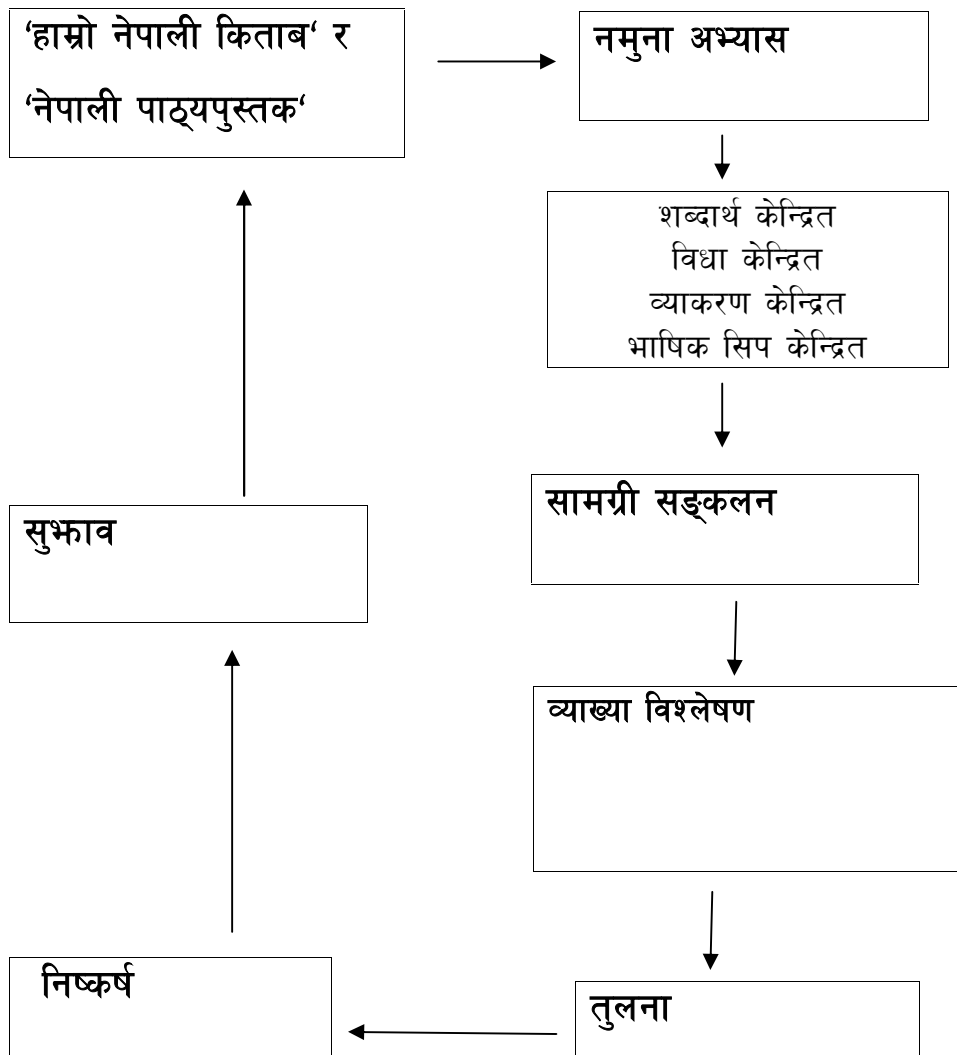 ‘हाम्रो नेपाली किताब‘ र
‘नेपाली पाठ्यपुस्तक‘
नमुना अभ्यास
शब्दार्थ केन्द्रित
विधा केन्द्रित
व्याकरण केन्द्रित
भाषिक सिप केन्द्रित
सामग्री सङ्कलन
व्याख्या विश्लेषण
तुलना
निष्कर्ष
सुझाव